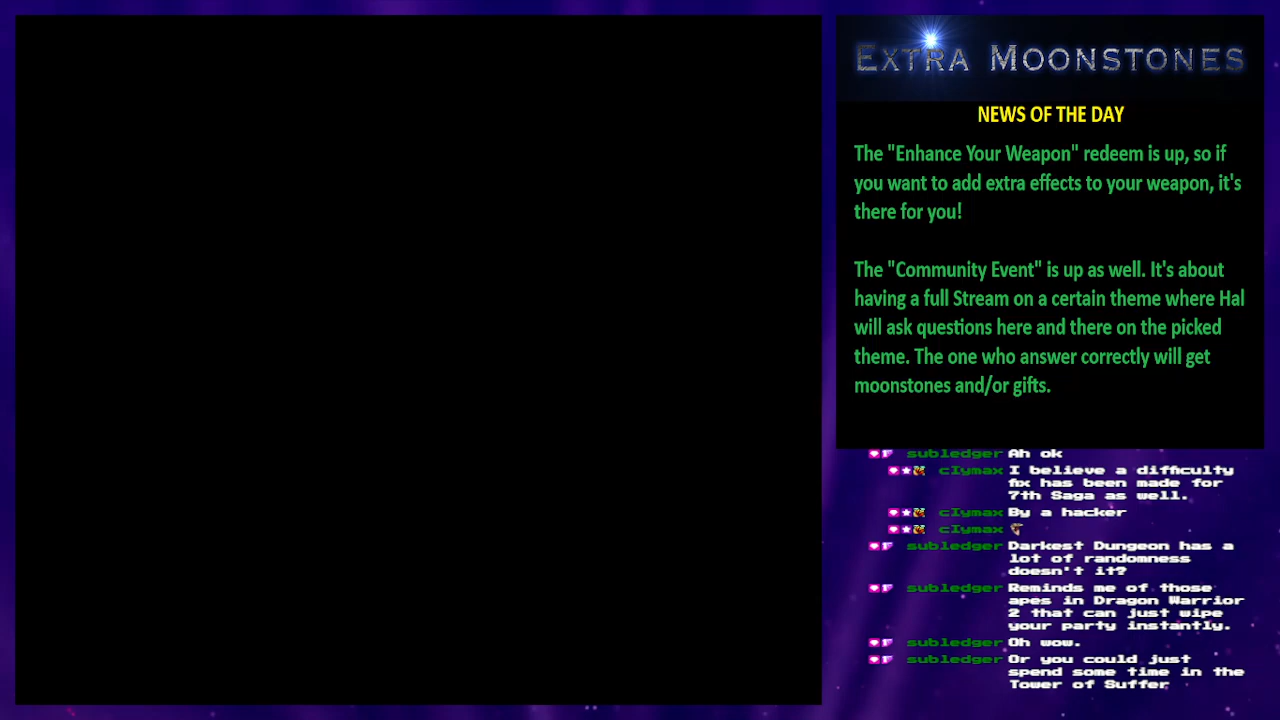 EXTRA MOONSTONES
NEWS OF THE DAY
The "Enhance Your Weapon" redeem is up, so if
you want to add extra effects to your weapon, it's
there for you!
The "Community Event" is up as well. It's about
having a full Stream on a certain theme where Hal
will ask questions here and there on the picked
theme. The one who answer correctly will get
moonstones and/or gifts.
subledger Ah ok
cIymax I believe a difficulty
fix has been made for
7th Saga as well.
cIymax By a hacker
cIymax
subledger Darkest Dungeon has a
lot of randomness
doesn't it?
subledger Reminds me of those
apes in Dragon Warrior
2 that can just wipe
your party instantly.
subledger Oh wow.
subledger Or you could just
spend some time in the
Tower of Suffer